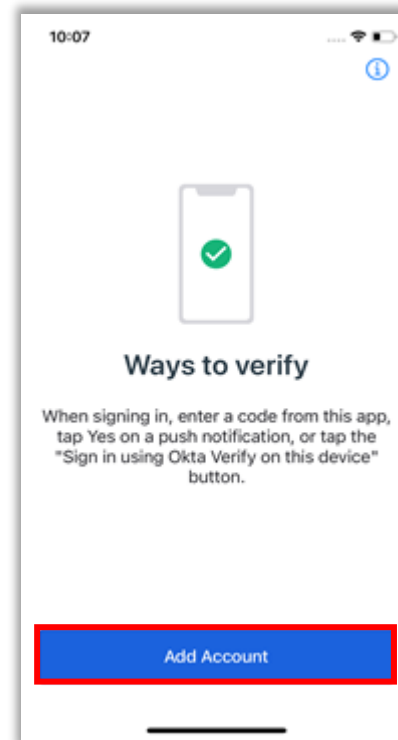 10:07
Ways to verify
When signing in, enter a code from this app,
tap Yes on a push notification, or tap the
"Sign in using Okta Verify on this device"
button.
Add Account